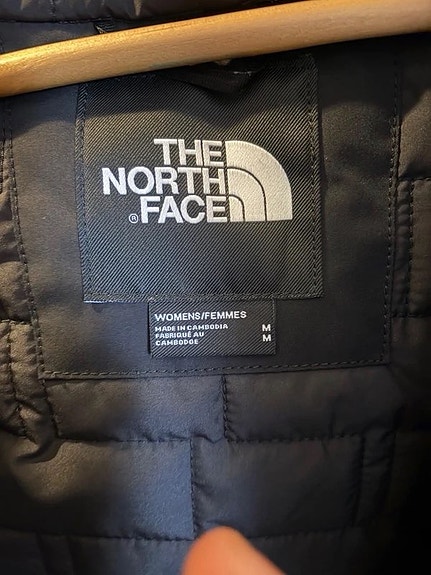 THE
NORTH
FACE
®
WOMENS/FEMMES
MADE IN CAMBODIA M
FABRIQUÉ AU M
CAMBODGE